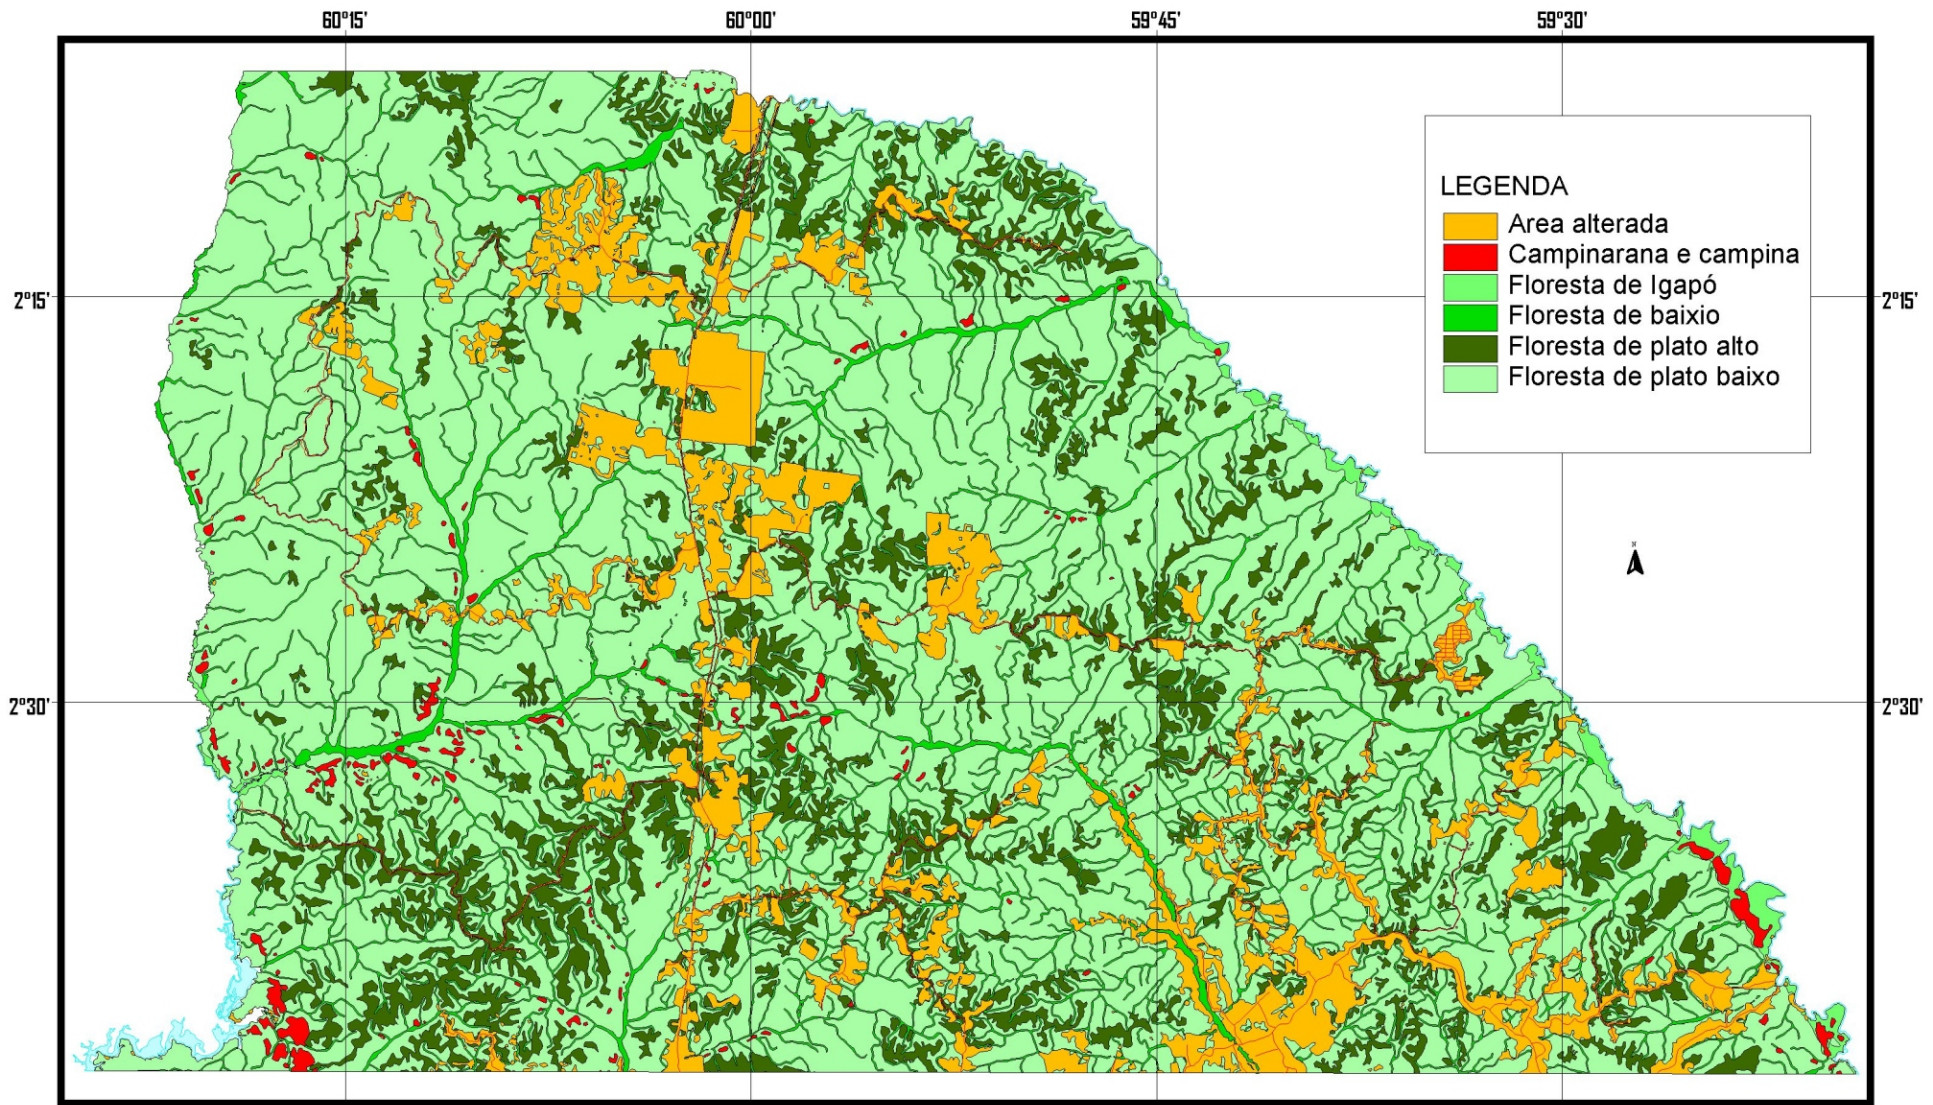 60°15' 60°00' 59°45' 59°30'
LEGENDA
Area alterada
Campinarana e campina
Floresta de Igapó
Floresta de baixio
Floresta de plato alto
Floresta de plato baixo
2°15' 2°15'
N
2°30' 2°30'